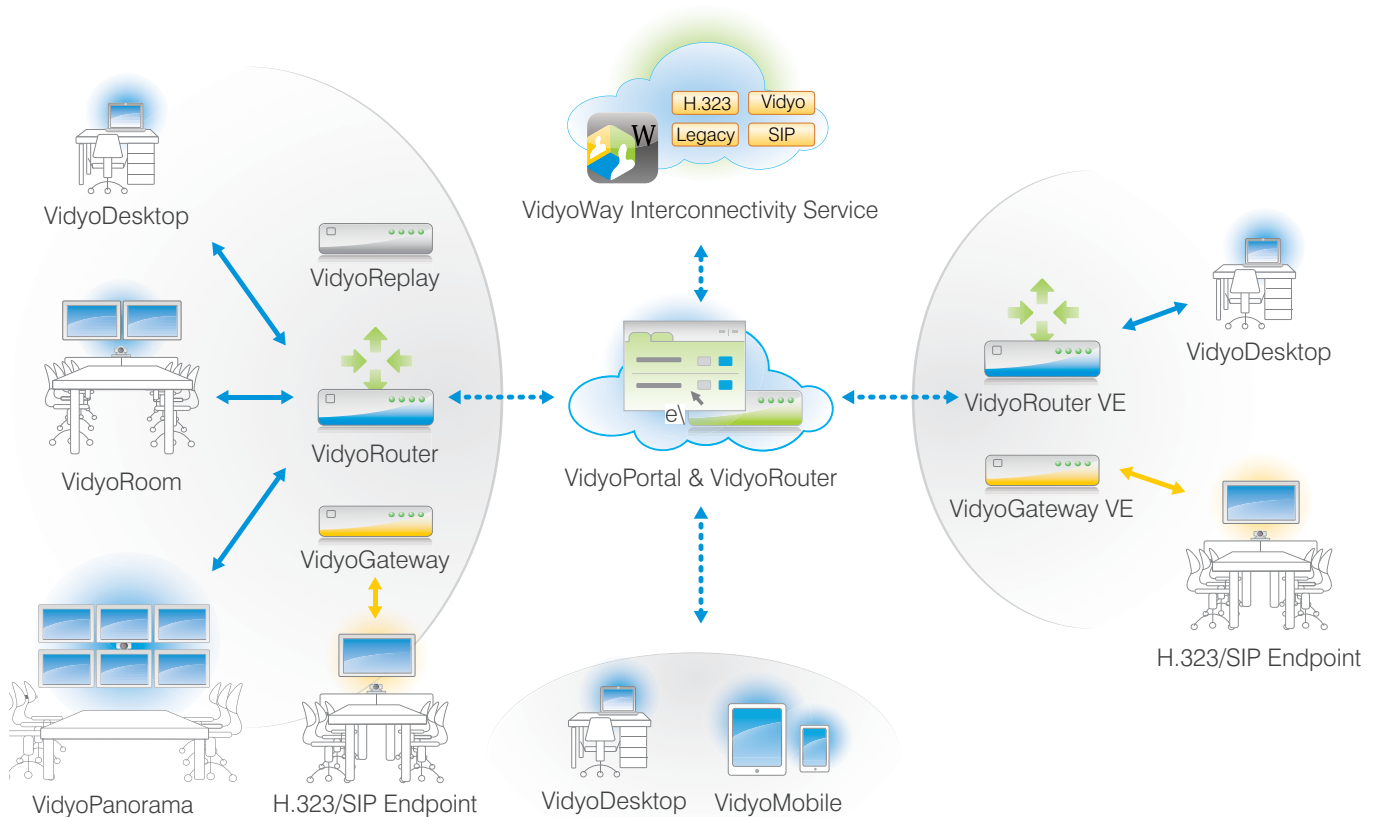 H.323
Vidyo
Legacy
SIP
W
VidyoWay Interconnectivity Service
VidyoDesktop
VidyoReplay
VidyoRoom
VidyoRouter
VidyoGateway
VidyoPanorama
H.323/SIP Endpoint
e\
VidyoPortal & VidyoRouter
VidyoDesktop
VidyoMobile
VidyoDesktop
VidyoRouter VE
VidyoGateway VE
H.323/SIP Endpoint